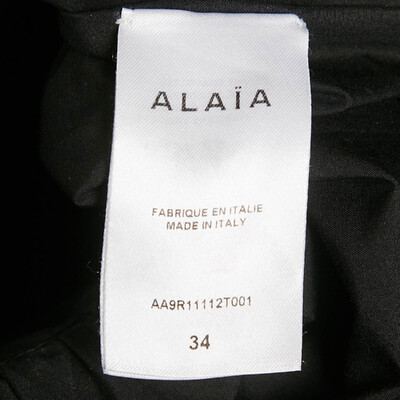 ALAÏA
FABRIQUE EN ITALIE
MADE IN ITALY
AA9R11112T001
34